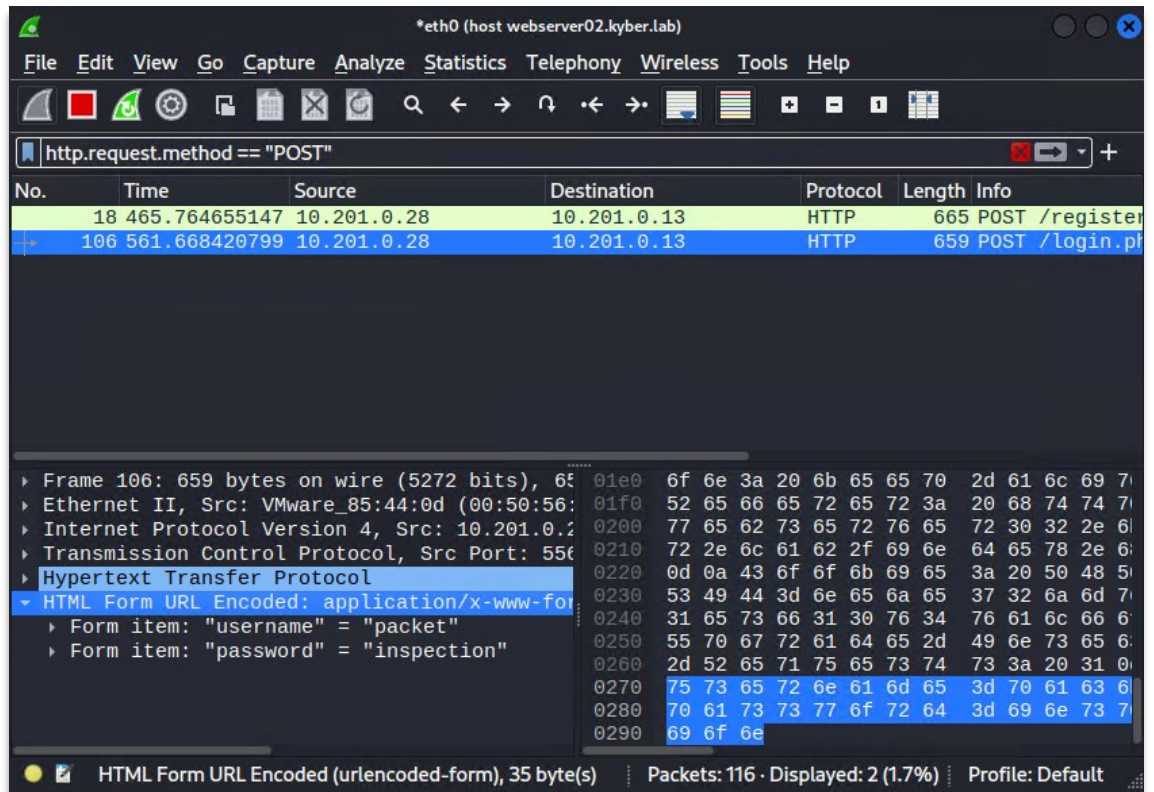 *eth0 (host webserver02.kyber.lab)
File Edit View Go Capture Analyze Statistics Telephony Wireless Tools Help
http.request.method == "POST"
No. Time Source Destination Protocol Length Info
18 465.764655147 10.201.0.28 10.201.0.13 HTTP 665 POST /register
106 561.668420799 10.201.0.28 10.201.0.13 HTTP 659 POST /login.ph
Frame 106: 659 bytes on wire (5272 bits), 65
Ethernet II, Src: VMware_85:44:0d (00:50:56:
Internet Protocol Version 4, Src: 10.201.0.2
Transmission Control Protocol, Src Port: 556
Hypertext Transfer Protocol
HTML Form URL Encoded: application/x-www-for
Form item: "username" = "packet"
Form item: "password" = "inspection"
01e0 6f 6e 3a 20 6b 65 65 70 2d 61 6c 69
01f0 52 65 66 65 72 65 72 3a 20 68 74 74
0200 77 65 62 73 65 72 76 65 72 30 32 2e
0210 72 2e 6c 61 62 2f 69 6e 64 65 78 2e
0220 0d 0a 43 6f 6f 6b 69 65 3a 20 50 48
0230 53 49 44 3d 6e 65 6a 65 37 32 6a 6d
0240 31 65 73 66 31 30 76 34 76 61 6c 66
0250 55 70 67 72 61 64 65 2d 49 6e 73 65
0260 2d 52 65 71 75 65 73 74 73 3a 20 31
0270 75 73 65 72 6e 61 6d 65 3d 70 61 63
0280 70 61 73 73 77 6f 72 64 3d 69 6e 73
0290 69 6f 6e
HTML Form URL Encoded (urlencoded-form), 35 byte(s) Packets: 116 · Displayed: 2 (1.7%) Profile: Default